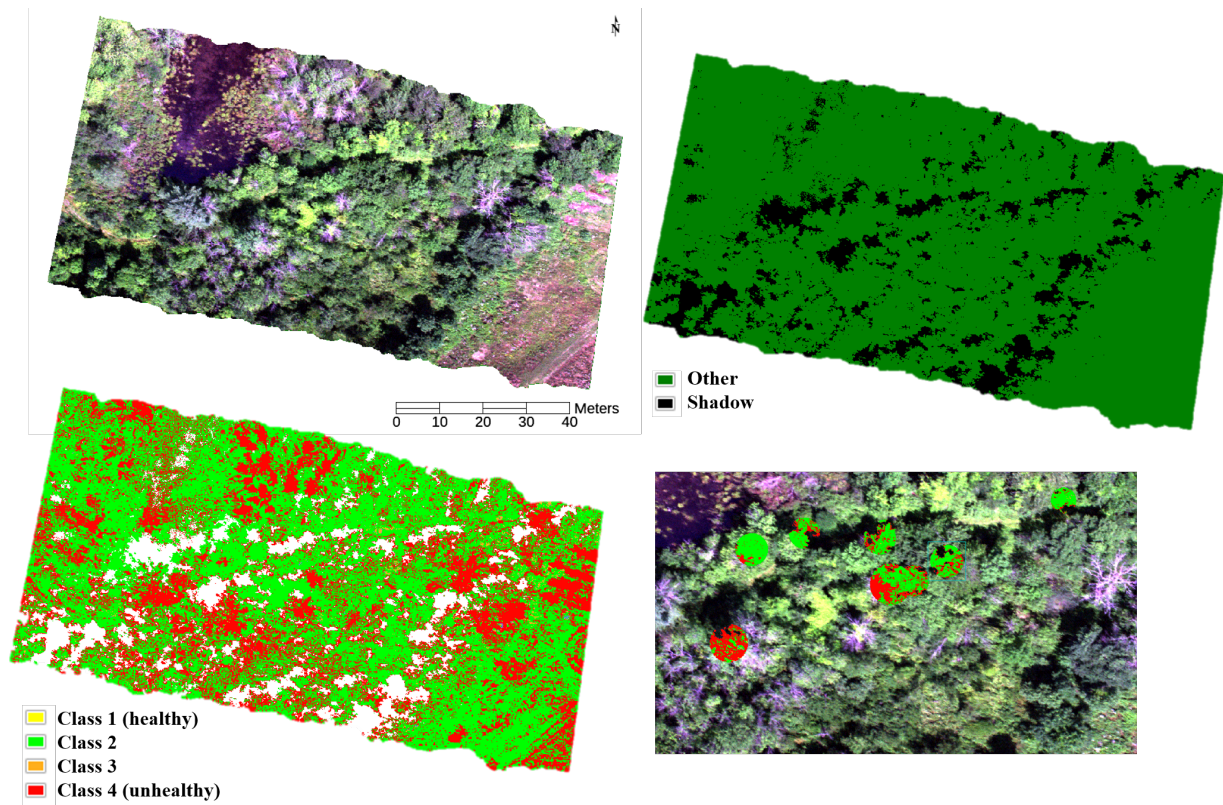 N
Meters
0 10 20 30 40
Other
Shadow
Class 1 (healthy)
Class 2
Class 3
Class 4 (unhealthy)